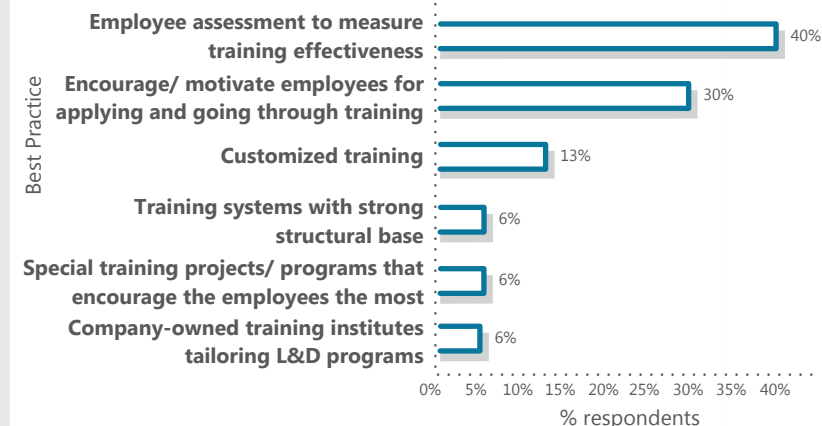 Best Practice
Employee assessment to measure
training effectiveness
40%
Encourage/ motivate employees for
applying and going through training
30%
Customized training
13%
Training systems with strong
structural base
6%
Special training projects/ programs that
encourage the employees the most
6%
Company-owned training institutes
tailoring L&D programs
6%
0% 5% 10% 15% 20% 25% 30% 35% 40%
% respondents